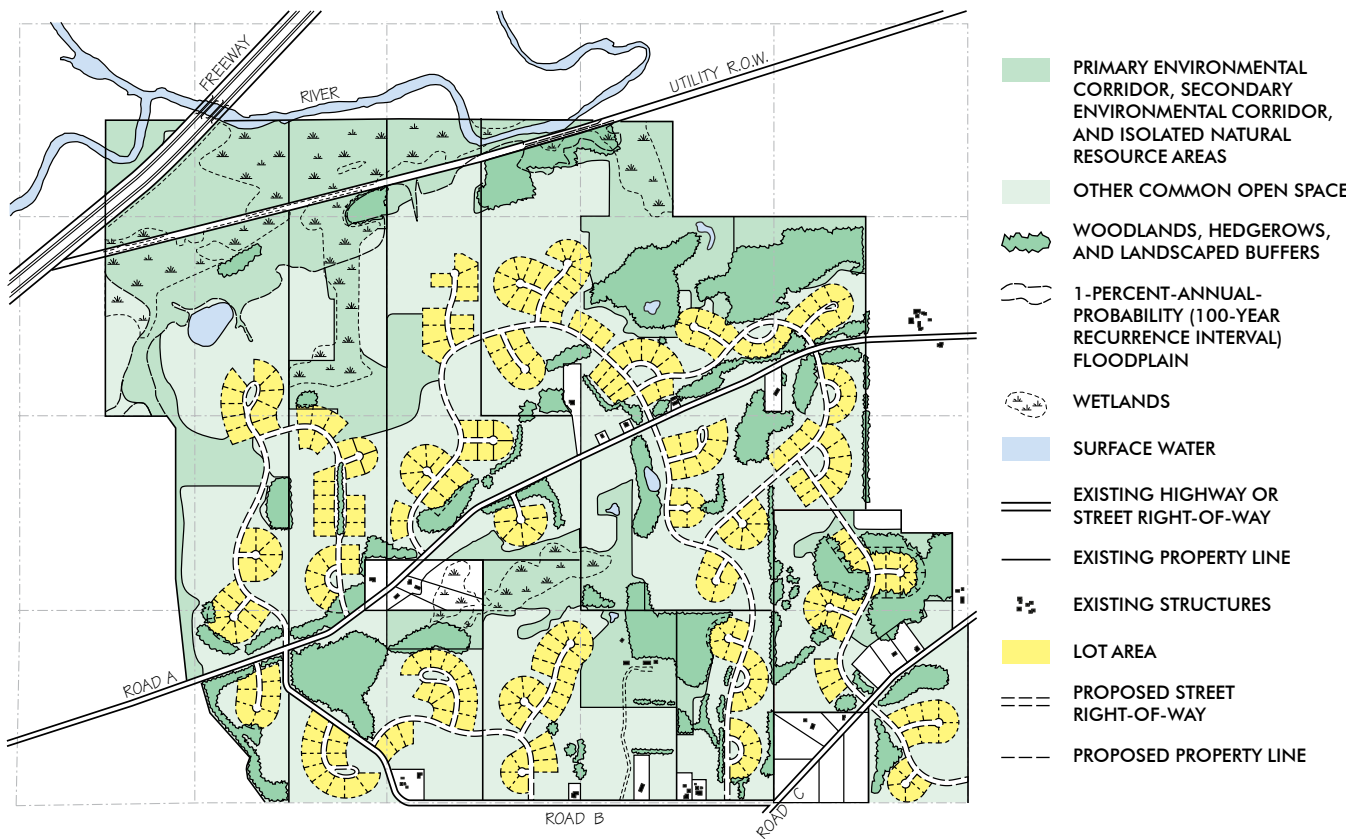 FREEWAY
RIVER
UTILITY R.O.W.
ROAD A
ROAD B
ROAD C
PRIMARY ENVIRONMENTAL
CORRIDOR, SECONDARY
ENVIRONMENTAL CORRIDOR,
AND ISOLATED NATURAL
RESOURCE AREAS
OTHER COMMON OPEN SPACE
WOODLANDS, HEDGEROWS,
AND LANDSCAPED BUFFERS
1-PERCENT-ANNUAL-
PROBABILITY (100-YEAR
RECURRENCE INTERVAL)
FLOODPLAIN
WETLANDS
SURFACE WATER
EXISTING HIGHWAY OR
STREET RIGHT-OF-WAY
EXISTING PROPERTY LINE
EXISTING STRUCTURES
LOT AREA
PROPOSED STREET
RIGHT-OF-WAY
PROPOSED PROPERTY LINE